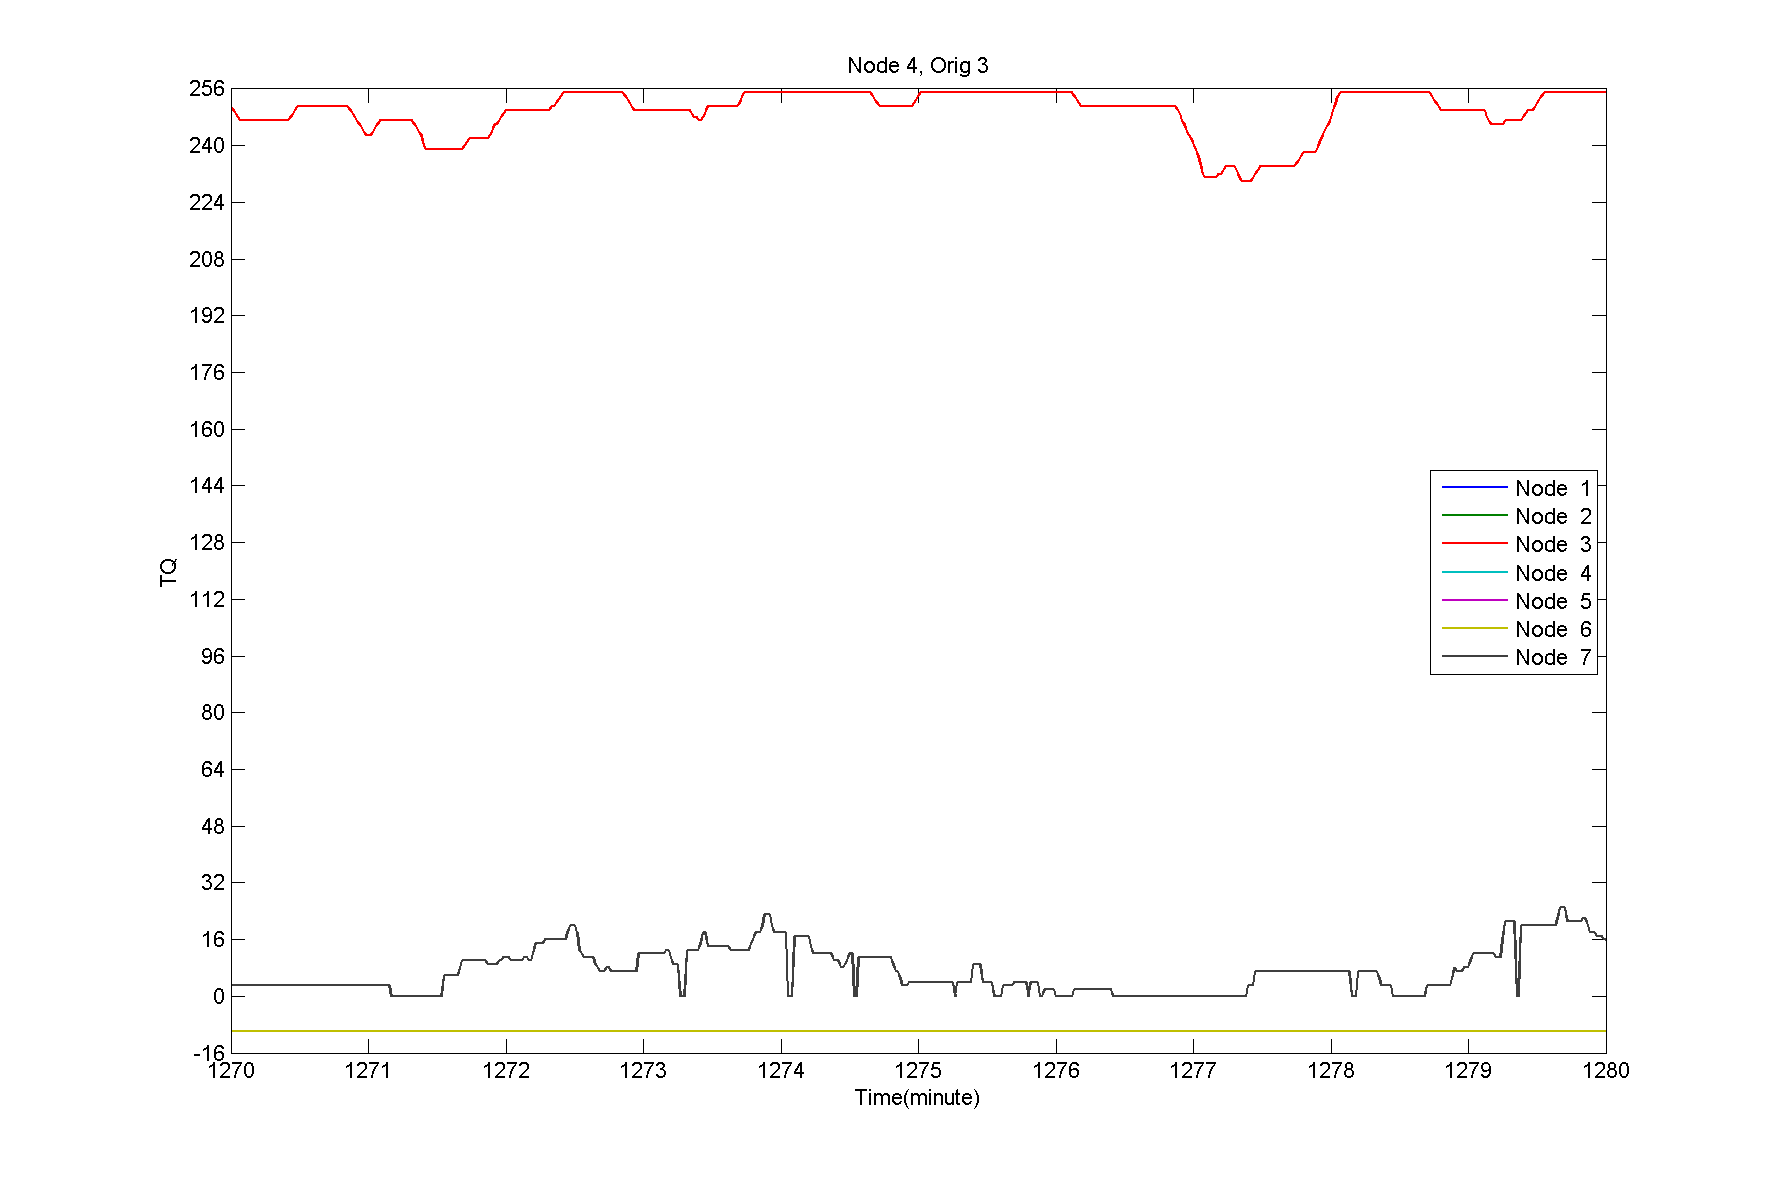 Node 4, Orig 3
256
240
224
208
192
176
160
144
128
112
96
80
64
48
32
16
0
-16
TQ
Node 1
Node 2
Node 3
Node 4
Node 5
Node 6
Node 7
1270 1271 1272 1273 1274 1275 1276 1277 1278 1279 1280
Time(minute)